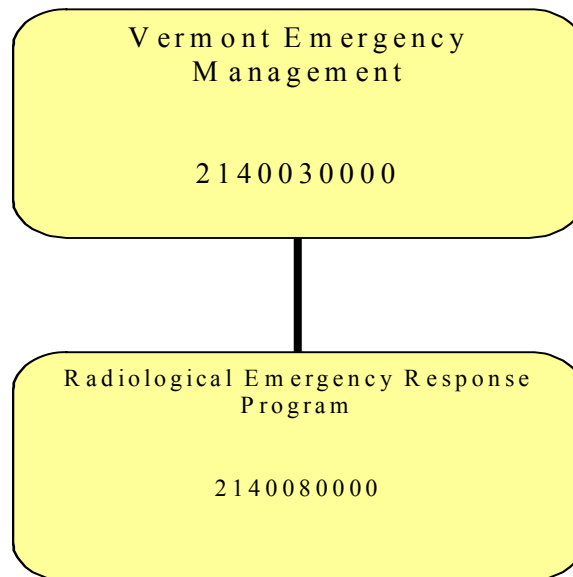 Vermont Emergency
Management
2140030000
Radiological Emergency Response
Program
2140080000